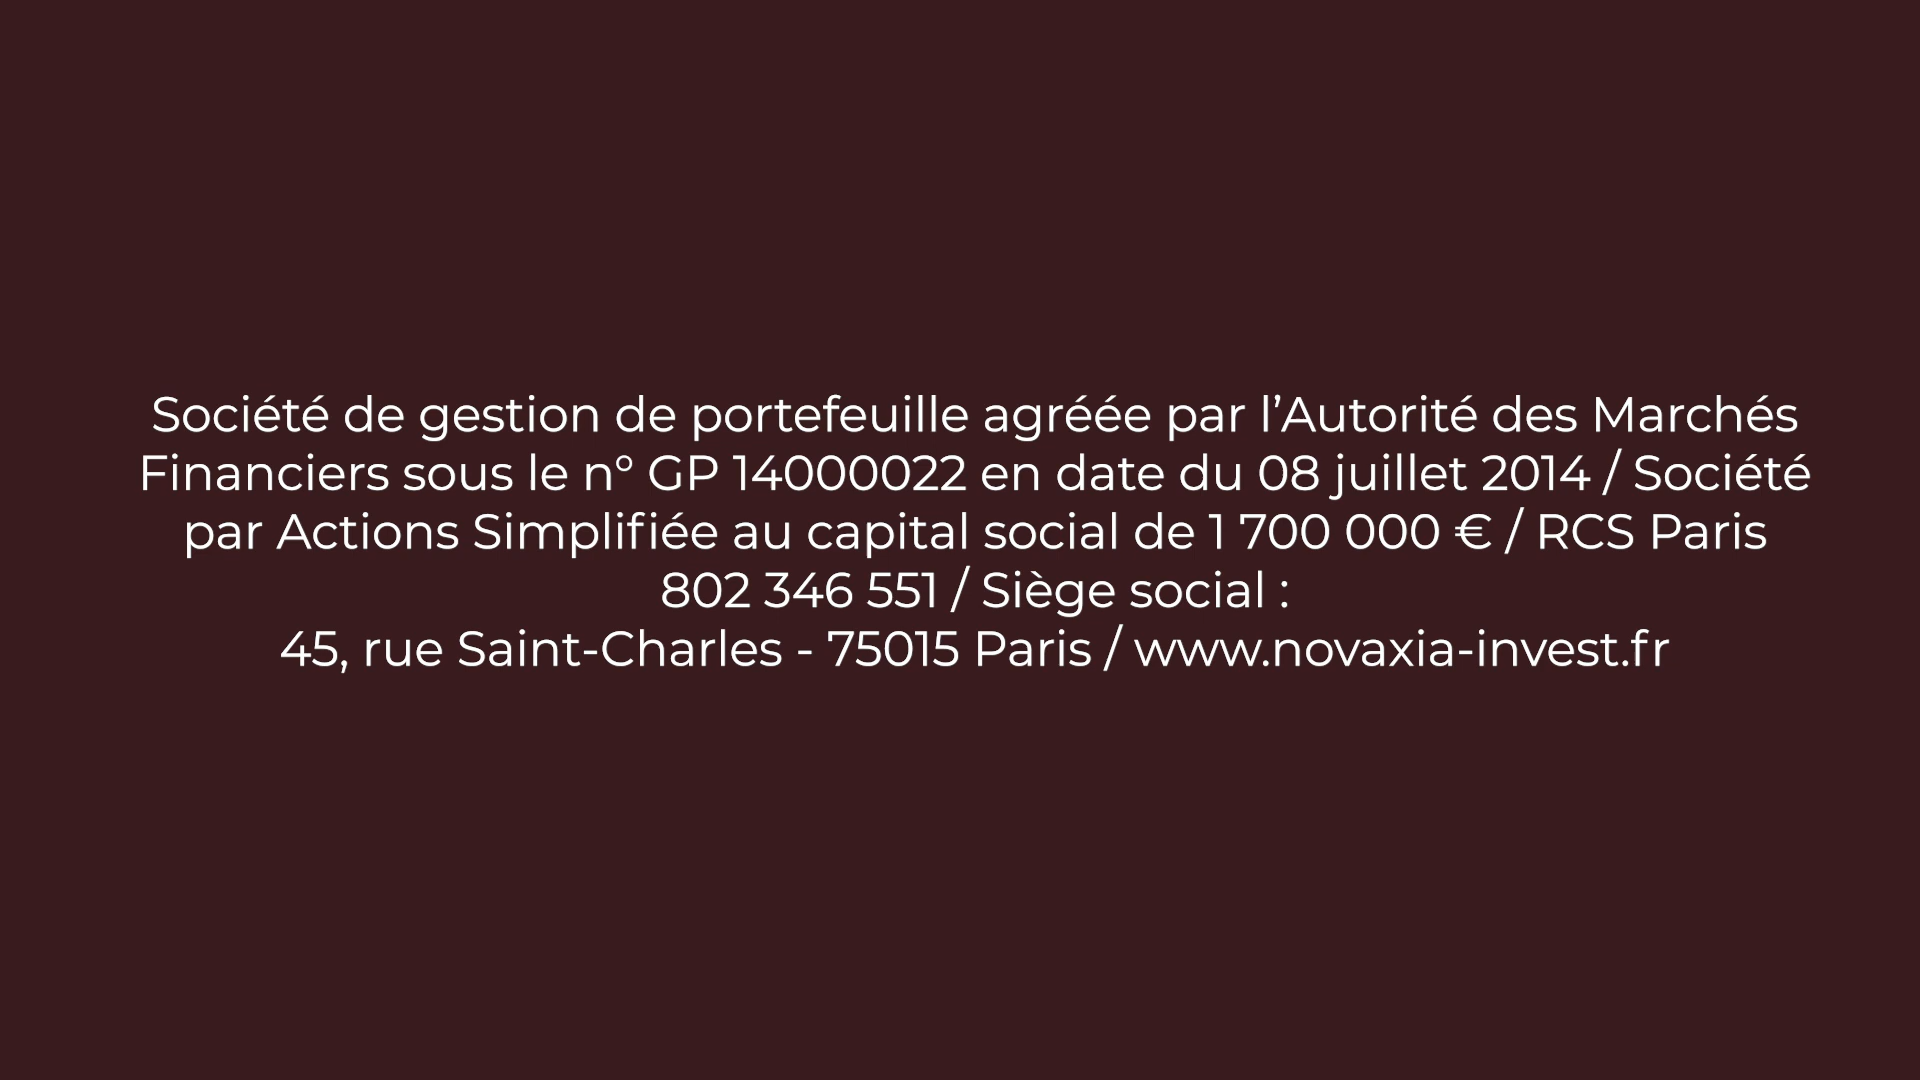 Société de gestion de portefeuille agréée par l’Autorité des Marchés
Financiers sous le n° GP 14000022 en date du 08 juillet 2014 / Société
par Actions Simplifiée au capital social de 1 700 000 € / RCS Paris
802 346 551 / Siège social :
45, rue Saint-Charles - 75015 Paris / www.novaxia-invest.fr